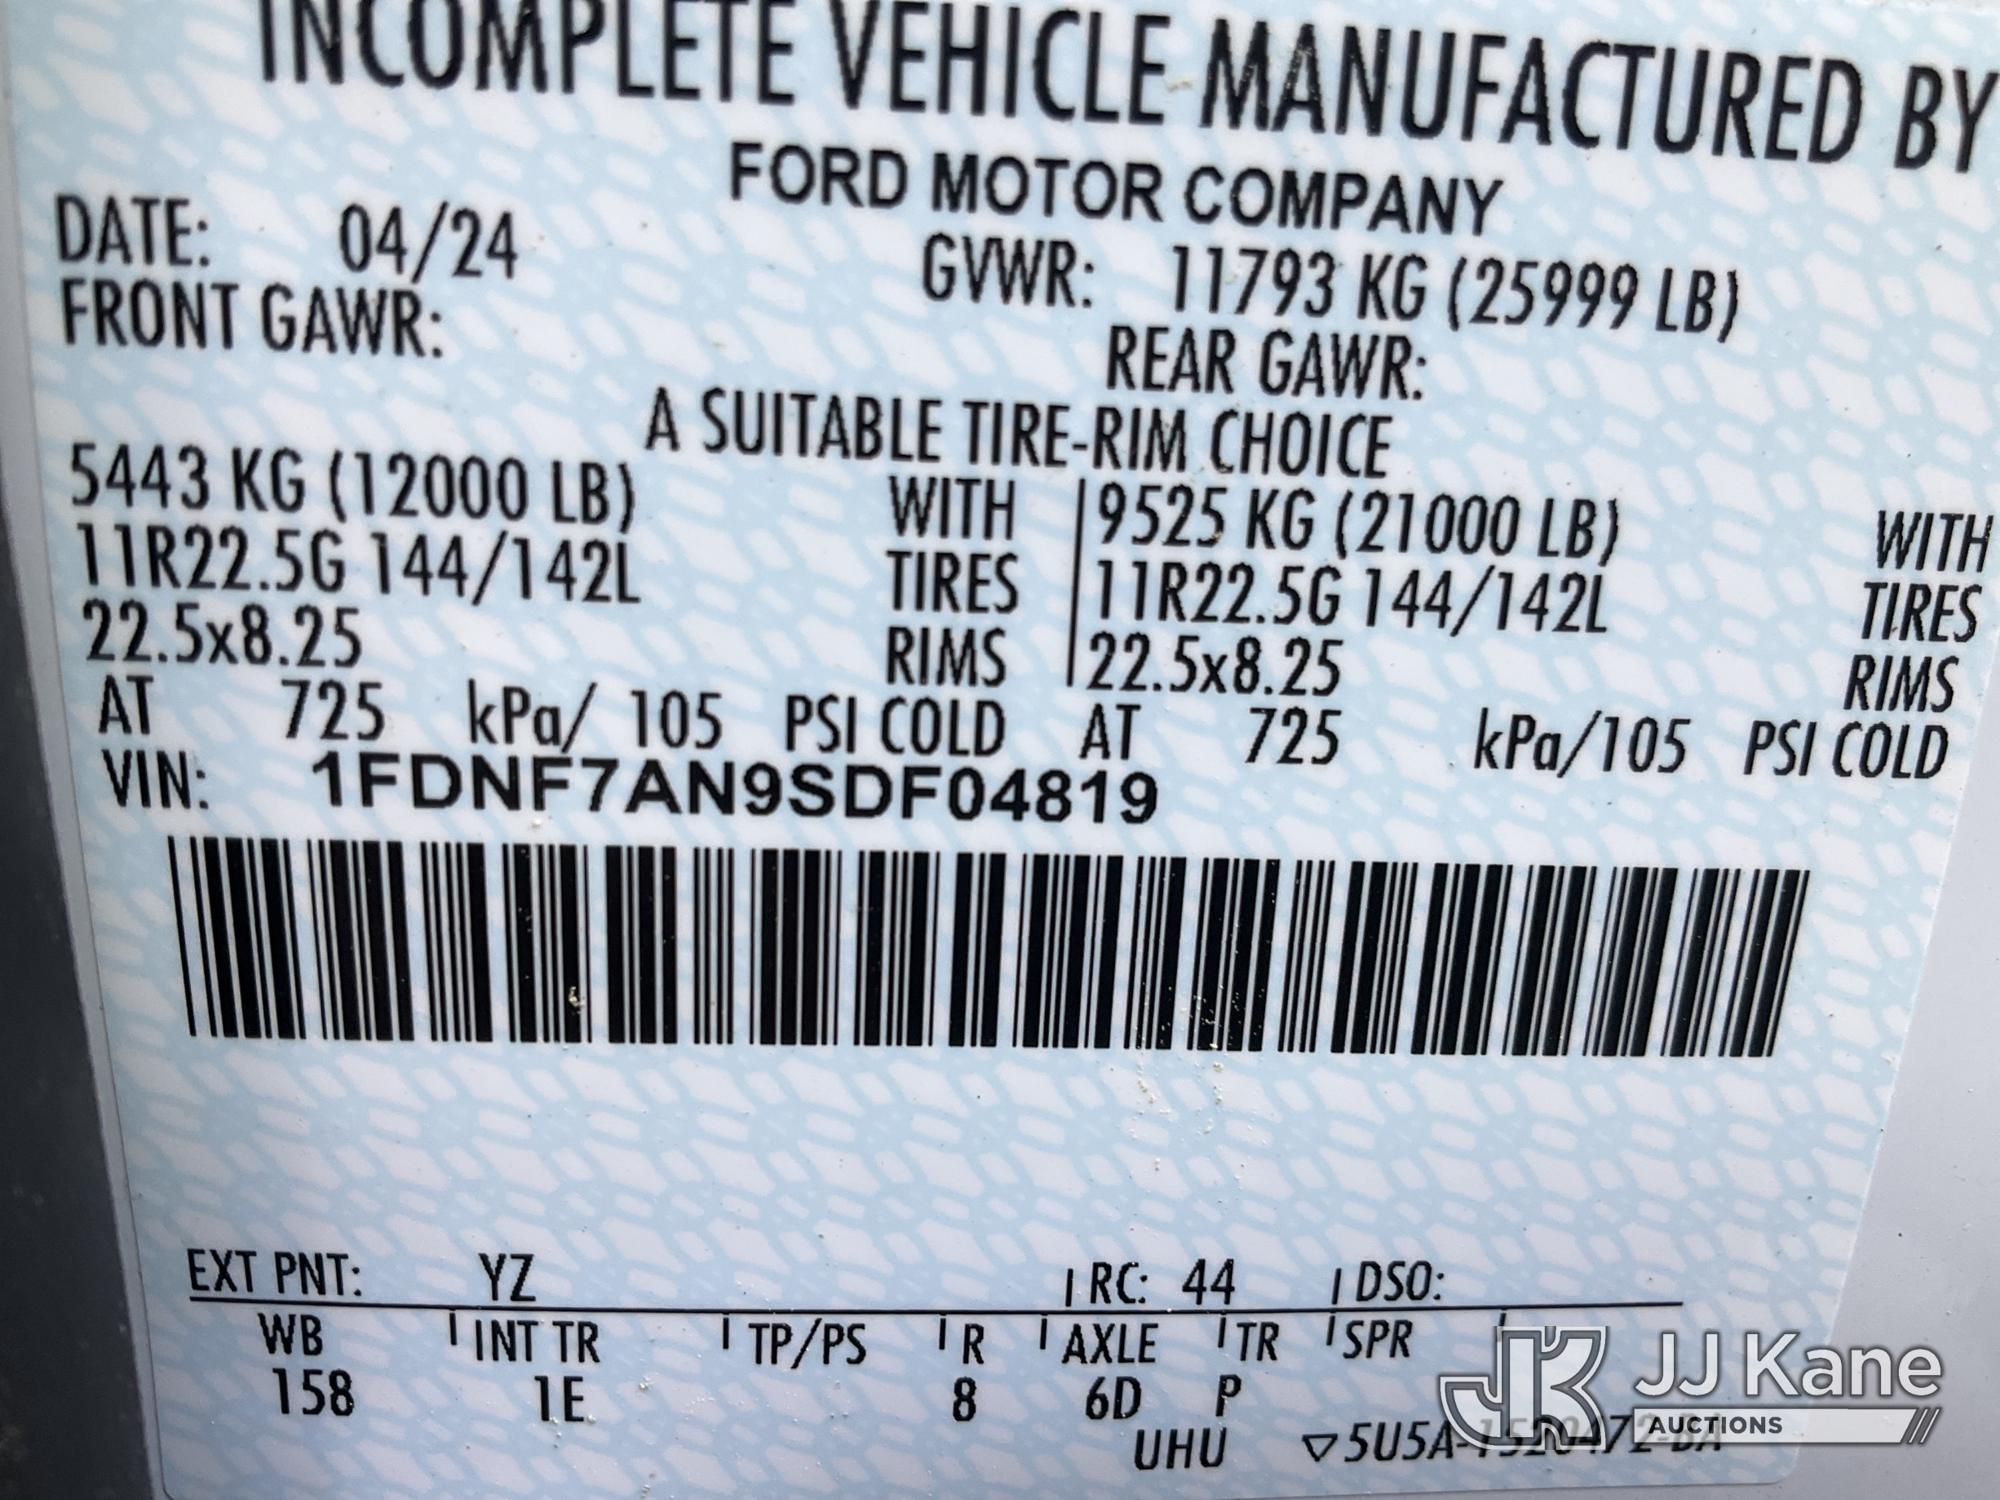 INCOMPLETE VEHICLE MANUFACTURED BY
FORD MOTOR COMPANY
DATE: 04/24 GVWR: 11793 KG (25999 LB)
FRONT GAWR: REAR GAWR:
A SUITABLE TIRE-RIM CHOICE
5443 KG (12000 LB) WITH 9525 KG (21000 LB) WITH
11R22.5G 144/142L TIRES 11R22.5G 144/142L TIRES
22.5x8.25 RIMS 22.5x8.25 RIMS
AT 725 kPa/ 105 PSI COLD AT 725 kPa/105 PSI COLD
VIN: 1FDNF7AN9SDF04819
EXT PNT: YZ RC: 44 DSO:
WB INT TR TP/PS R AXLE TR SPR
158 1E 8 6D P
UHU ▽5U5A-1520472-BA
JK JJ Kane
AUCTIONS